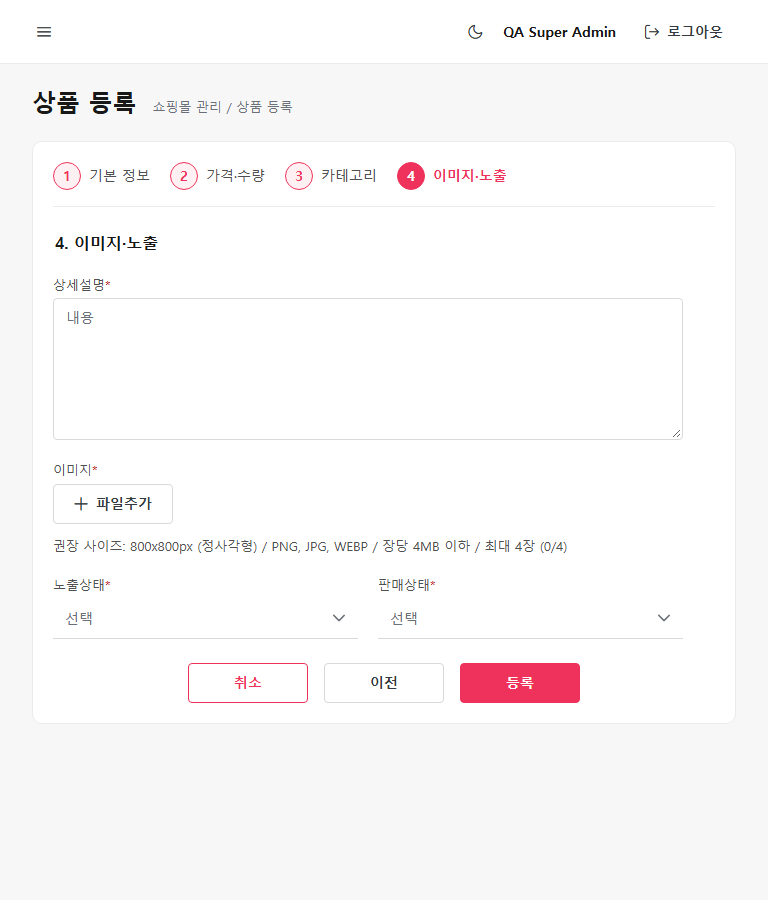 QA Super Admin 로그아웃
상품 등록 쇼핑몰 관리 / 상품 등록
1 기본 정보 2 가격·수량 3 카테고리 4 이미지·노출
4. 이미지·노출
상세설명*
내용
이미지*
파일추가
권장 사이즈: 800x800px (정사각형) / PNG, JPG, WEBP / 장당 4MB 이하 / 최대 4장 (0/4)
노출상태* 판매상태*
선택 선택
취소 이전 등록